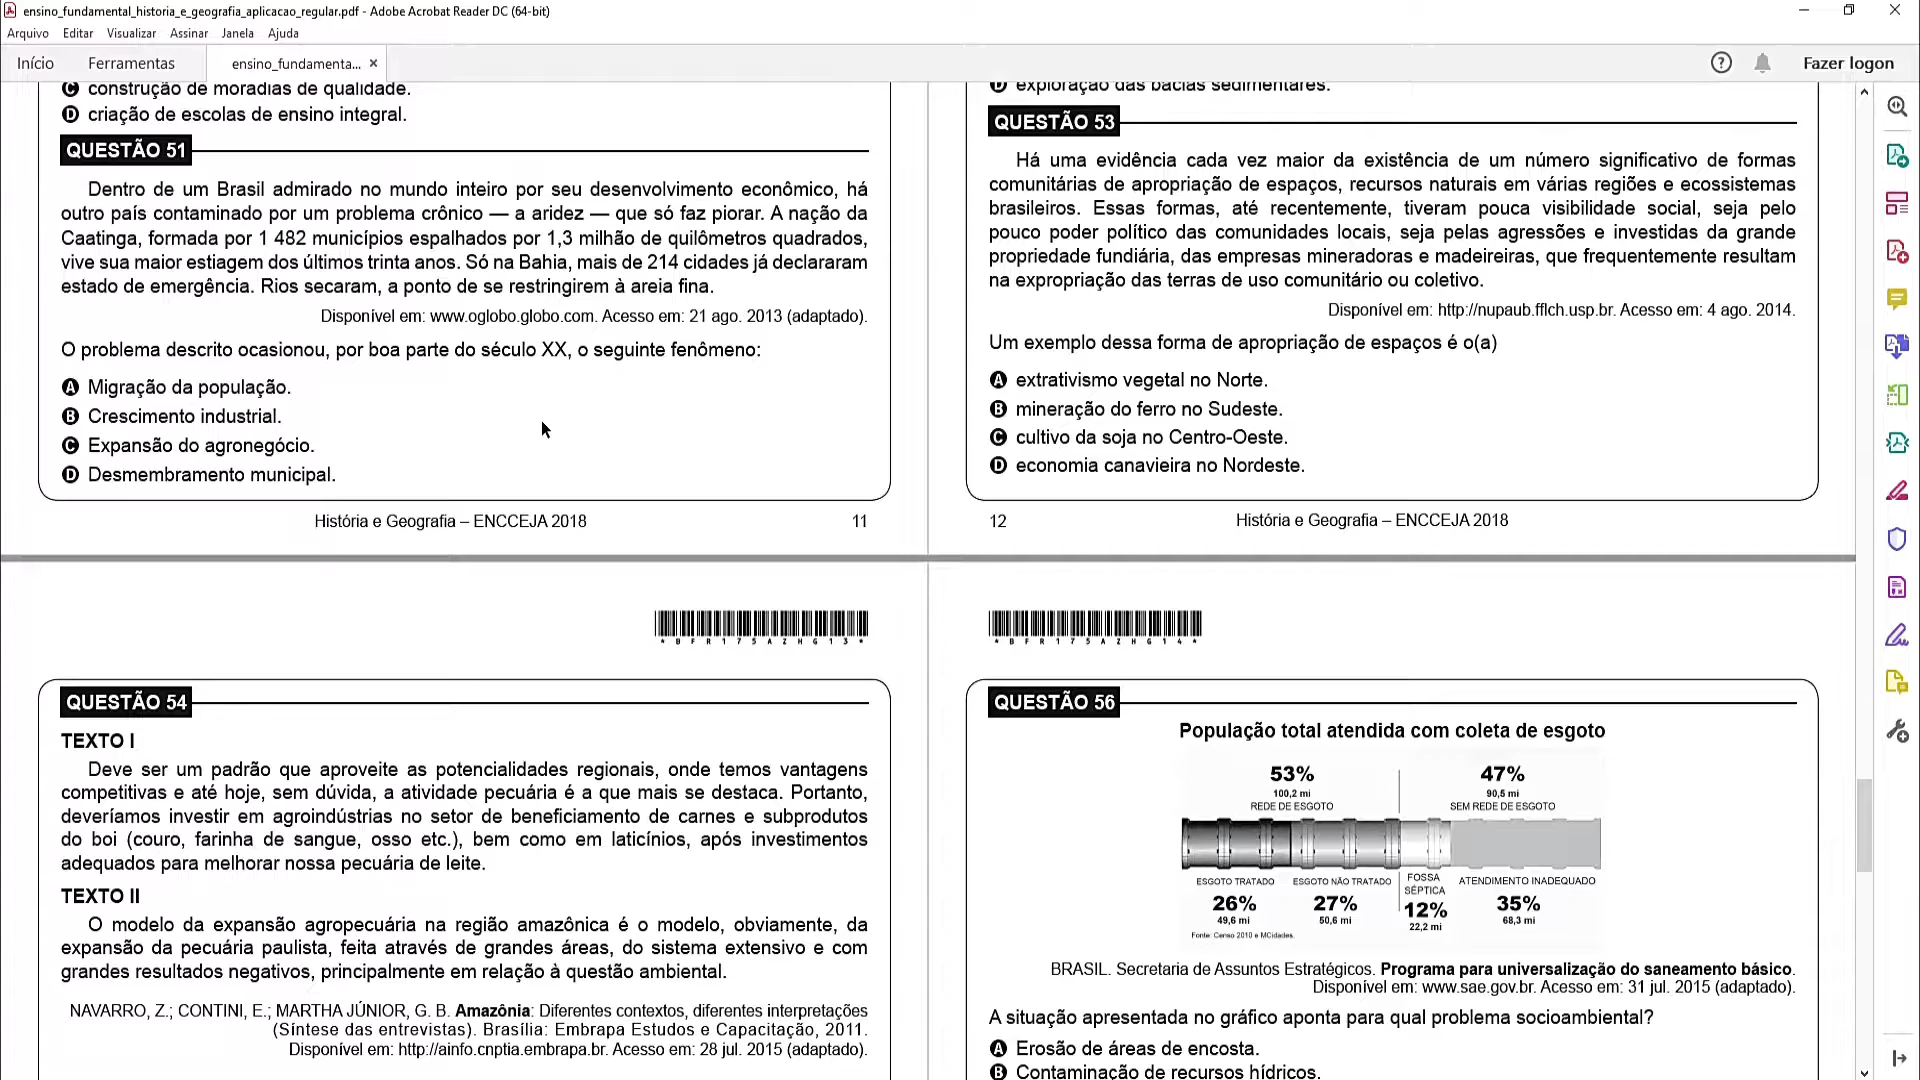 ensino_fundamental_historia_e_geografia_aplicacao_regular.pdf - Adobe Acrobat Reader DC (64-bit)
Arquivo Editar Visualizar Assinar Janela Ajuda
Início Ferramentas ensino_fundamenta... × Fazer logon
C construção de moradias de qualidade.
D criação de escolas de ensino integral.
QUESTÃO 51
Dentro de um Brasil admirado no mundo inteiro por seu desenvolvimento econômico, há
outro país contaminado por um problema crônico — a aridez — que só faz piorar. A nação da
Caatinga, formada por 1 482 municípios espalhados por 1,3 milhão de quilômetros quadrados,
vive sua maior estiagem dos últimos trinta anos. Só na Bahia, mais de 214 cidades já declararam
estado de emergência. Rios secaram, a ponto de se restringirem à areia fina.
Disponível em: www.oglobo.globo.com. Acesso em: 21 ago. 2013 (adaptado).
O problema descrito ocasionou, por boa parte do século XX, o seguinte fenômeno:
A Migração da população.
B Crescimento industrial.
C Expansão do agronegócio.
D Desmembramento municipal.
História e Geografia – ENCCEJA 2018 11
D exploração das bacias sedimentares.
QUESTÃO 53
Há uma evidência cada vez maior da existência de um número significativo de formas
comunitárias de apropriação de espaços, recursos naturais em várias regiões e ecossistemas
brasileiros. Essas formas, até recentemente, tiveram pouca visibilidade social, seja pelo
pouco poder político das comunidades locais, seja pelas agressões e investidas da grande
propriedade fundiária, das empresas mineradoras e madeireiras, que frequentemente resultam
na expropriação das terras de uso comunitário ou coletivo.
Disponível em: http://nupaub.fflch.usp.br. Acesso em: 4 ago. 2014.
Um exemplo dessa forma de apropriação de espaços é o(a)
A extrativismo vegetal no Norte.
B mineração do ferro no Sudeste.
C cultivo da soja no Centro-Oeste.
D economia canavieira no Nordeste.
12 História e Geografia – ENCCEJA 2018
*BFR175AZHG13*
QUESTÃO 54
TEXTO I
Deve ser um padrão que aproveite as potencialidades regionais, onde temos vantagens
competitivas e até hoje, sem dúvida, a atividade pecuária é a que mais se destaca. Portanto,
deveríamos investir em agroindústrias no setor de beneficiamento de carnes e subprodutos
do boi (couro, farinha de sangue, osso etc.), bem como em laticínios, após investimentos
adequados para melhorar nossa pecuária de leite.
TEXTO II
O modelo da expansão agropecuária na região amazônica é o modelo, obviamente, da
expansão da pecuária paulista, feita através de grandes áreas, do sistema extensivo e com
grandes resultados negativos, principalmente em relação à questão ambiental.
NAVARRO, Z.; CONTINI, E.; MARTHA JÚNIOR, G. B. Amazônia: Diferentes contextos, diferentes interpretações
(Síntese das entrevistas). Brasília: Embrapa Estudos e Capacitação, 2011.
Disponível em: http://ainfo.cnptia.embrapa.br. Acesso em: 28 jul. 2015 (adaptado).
*BFR175AZHG14*
QUESTÃO 56
População total atendida com coleta de esgoto
53% 47%
100,2 mi 90,5 mi
REDE DE ESGOTO SEM REDE DE ESGOTO
ESGOTO TRATADO ESGOTO NÃO TRATADO FOSSA SÉPTICA ATENDIMENTO INADEQUADO
26% 27% 12% 35%
49,6 mi 50,6 mi 22,2 mi 68,3 mi
Fonte: Censo 2010 e MCidades.
BRASIL. Secretaria de Assuntos Estratégicos. Programa para universalização do saneamento básico.
Disponível em: www.sae.gov.br. Acesso em: 31 jul. 2015 (adaptado).
A situação apresentada no gráfico aponta para qual problema socioambiental?
A Erosão de áreas de encosta.
B Contaminação de recursos hídricos.